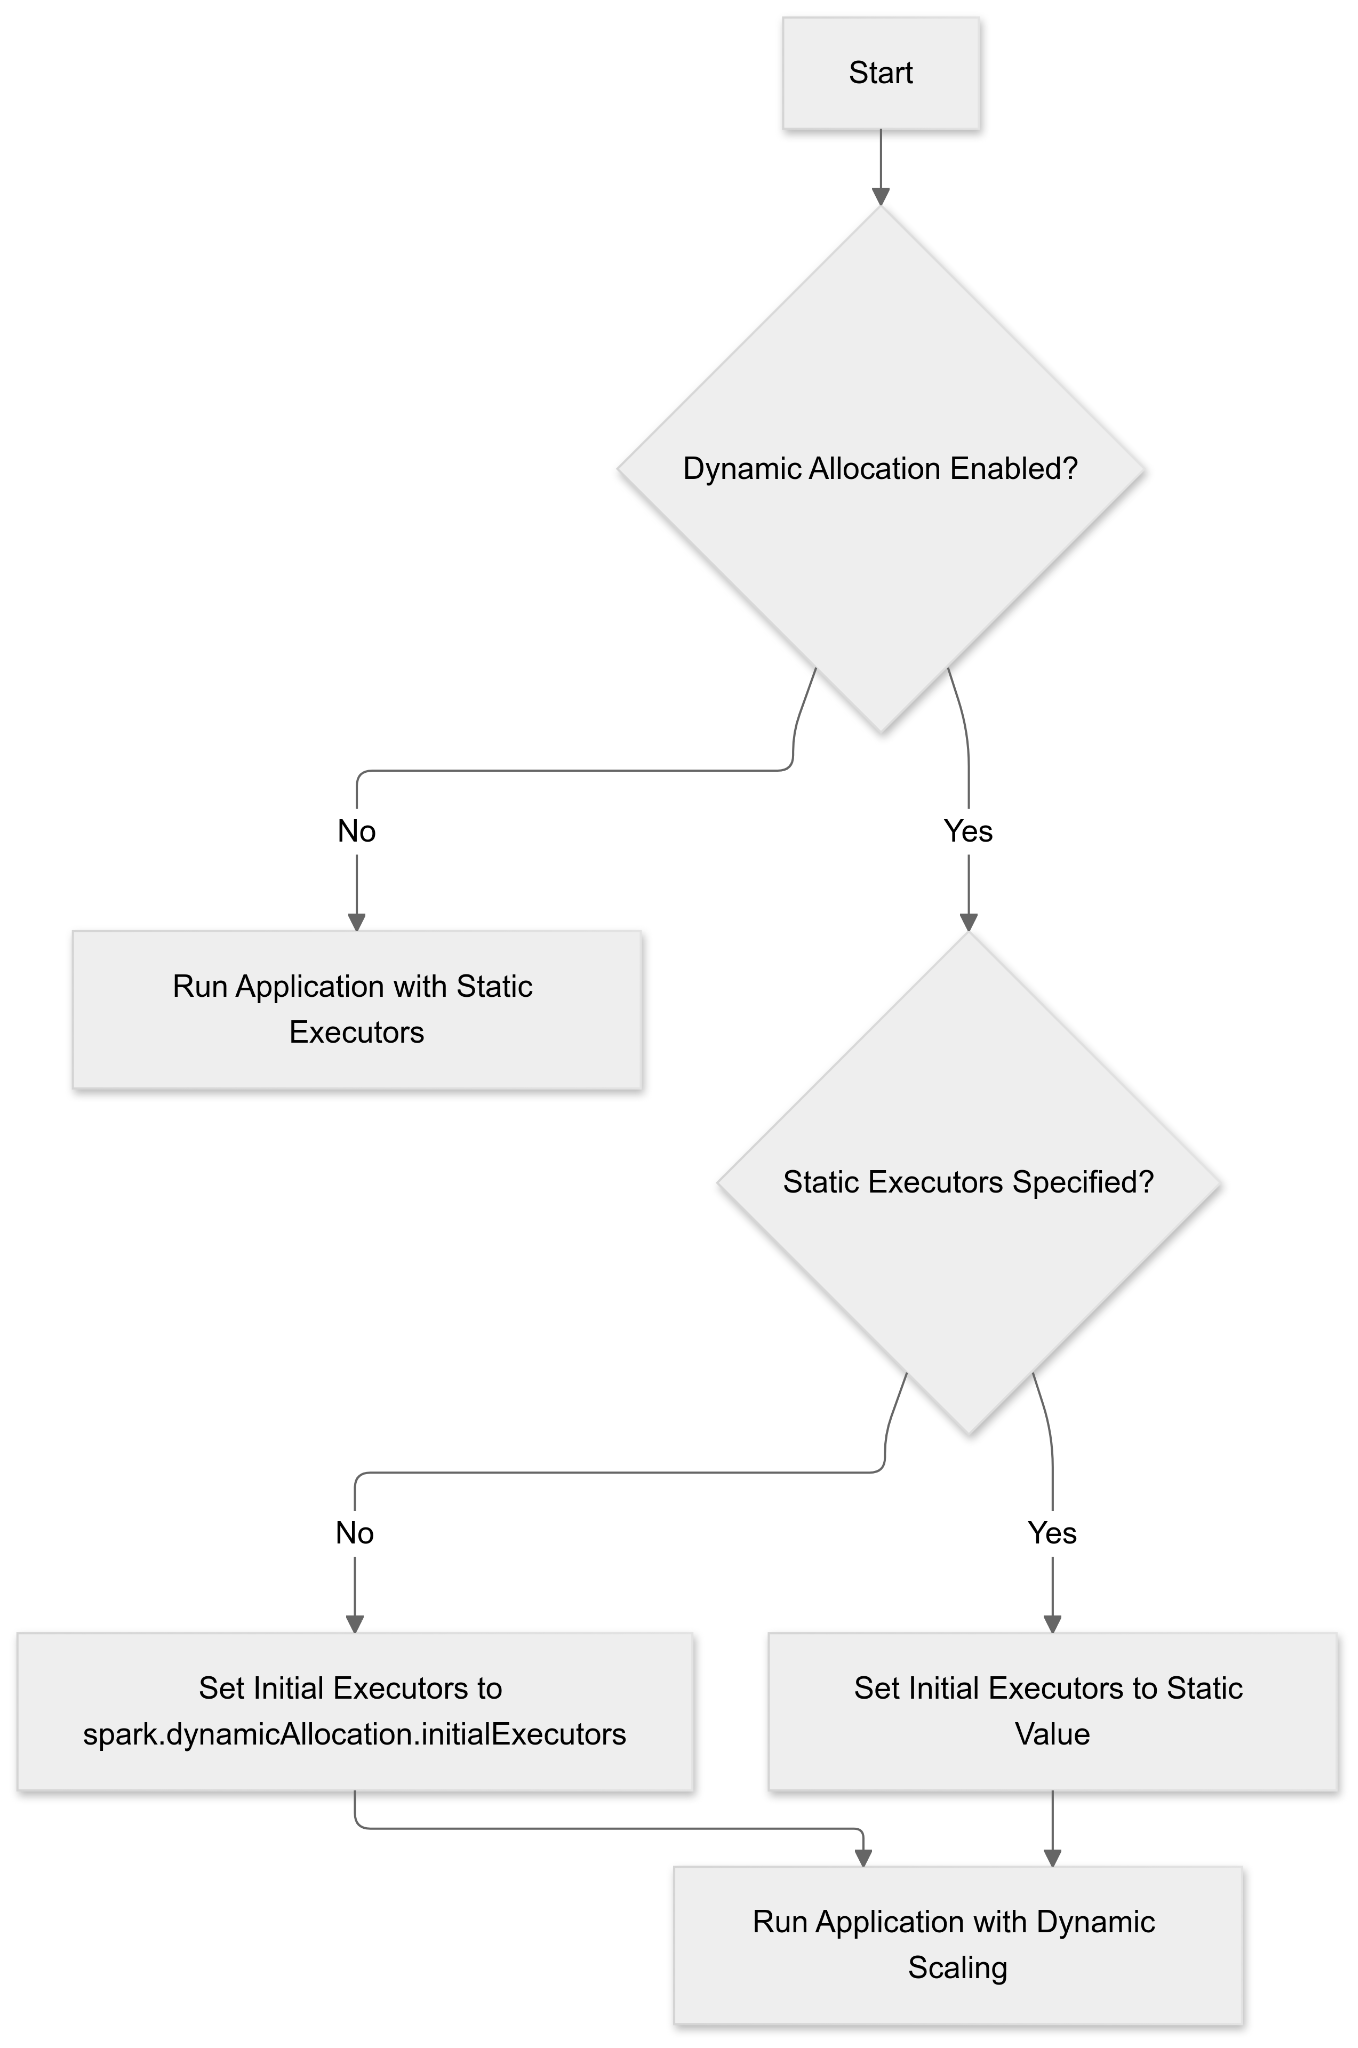 Start
Dynamic Allocation Enabled?
No
Yes
Run Application with Static
Executors
Static Executors Specified?
No
Yes
Set Initial Executors to
spark.dynamicAllocation.initialExecutors
Set Initial Executors to Static
Value
Run Application with Dynamic
Scaling